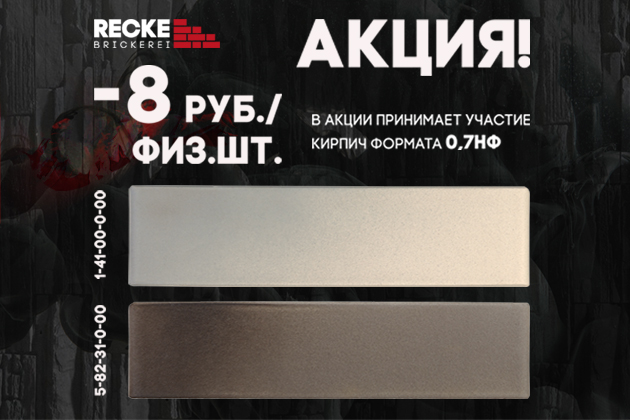 RECKE
BRICKEREI
АКЦИЯ!
-8 РУБ./
ФИЗ.ШТ.
В АКЦИИ ПРИНИМАЕТ УЧАСТИЕ
КИРПИЧ ФОРМАТА 0,7НФ
1-41-00-0-00
5-82-31-0-00